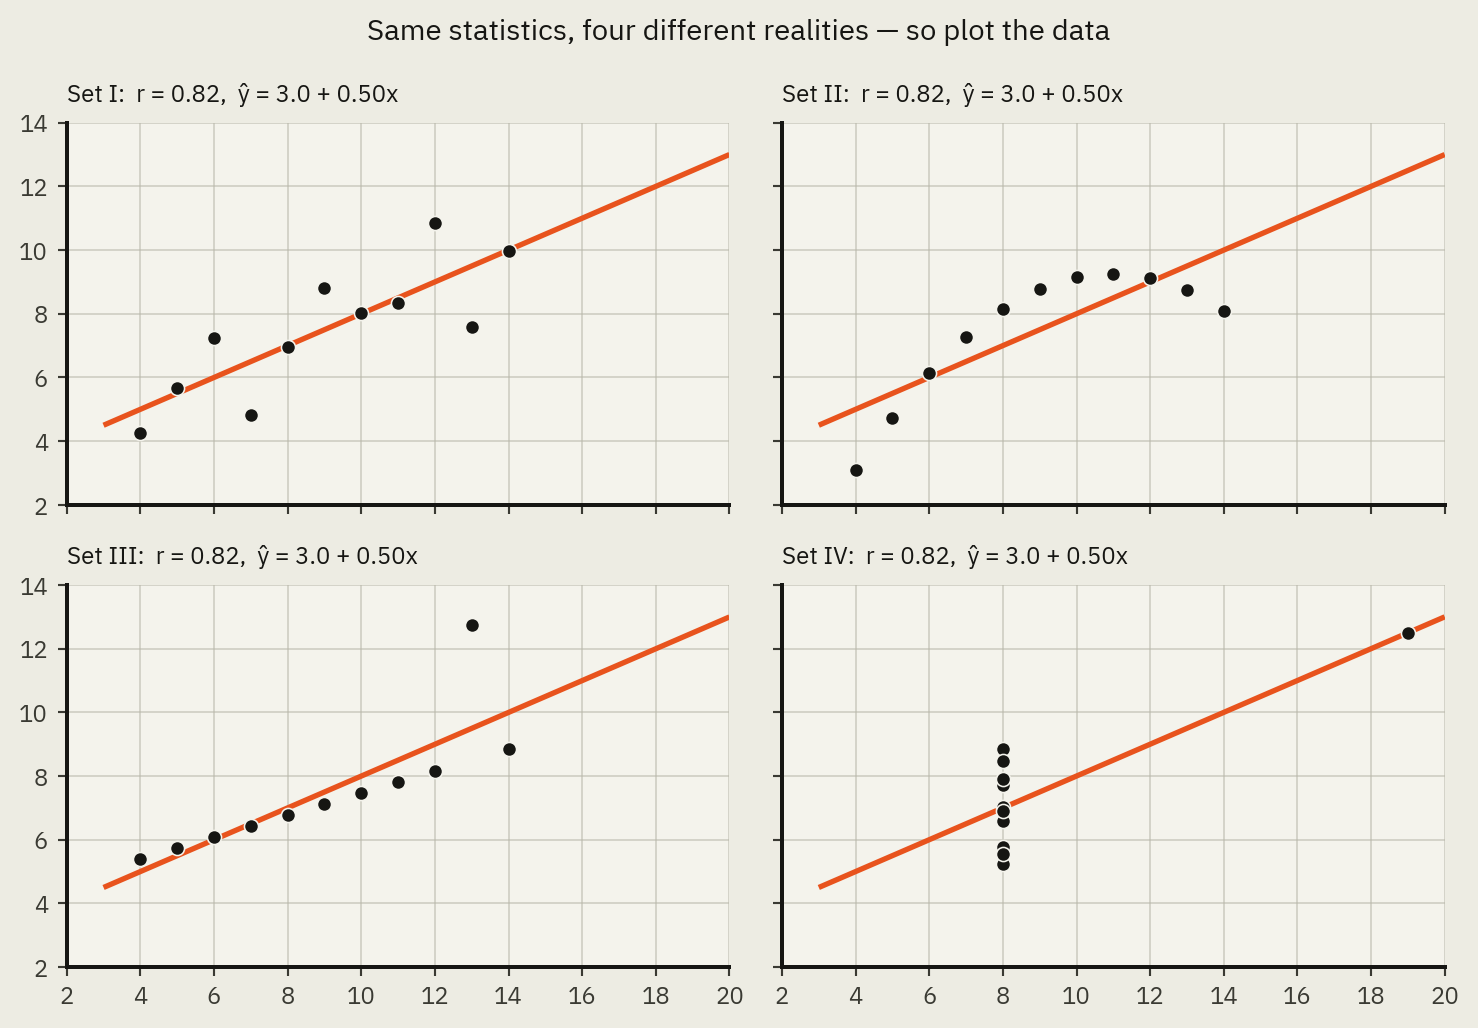 Same statistics, four different realities — so plot the data
Set I: r = 0.82, ŷ = 3.0 + 0.50x
Set II: r = 0.82, ŷ = 3.0 + 0.50x
14
12
10
8
6
4
2
Set III: r = 0.82, ŷ = 3.0 + 0.50x
Set IV: r = 0.82, ŷ = 3.0 + 0.50x
14
12
10
8
6
4
2
2 4 6 8 10 12 14 16 18 20
2 4 6 8 10 12 14 16 18 20